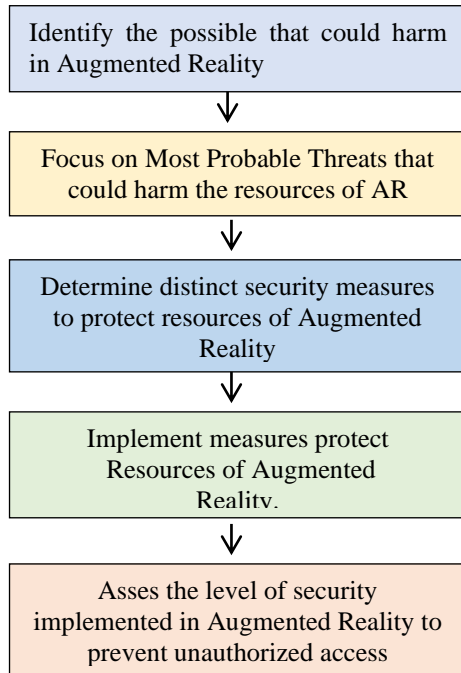 Identify the possible that could harm
in Augmented Reality
Focus on Most Probable Threats that
could harm the resources of AR
Determine distinct security measures
to protect resources of Augmented
Reality
Implement measures protect
Resources of Augmented
Reality.
Asses the level of security
implemented in Augmented Reality to
prevent unauthorized access